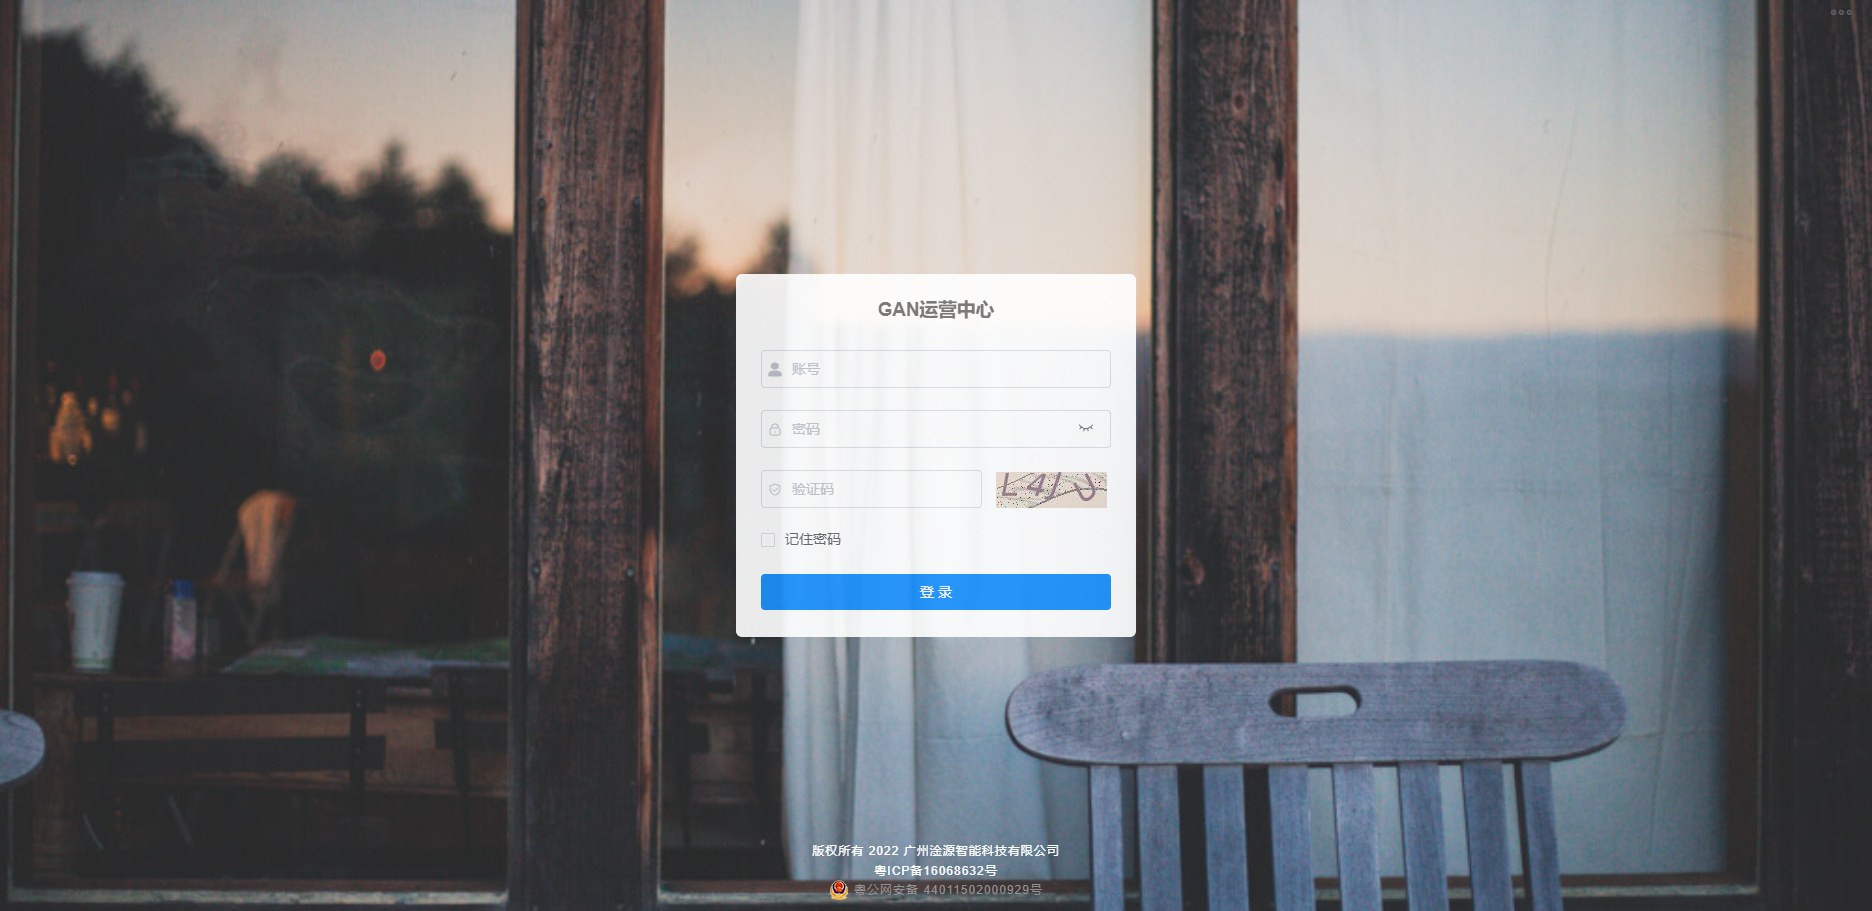 GAN运营中心
账号
密码
验证码
记住密码
登 录
版权所有 2022 广州淦源智能科技有限公司
粤ICP备16068632号
粤公网安备 44011502000929号